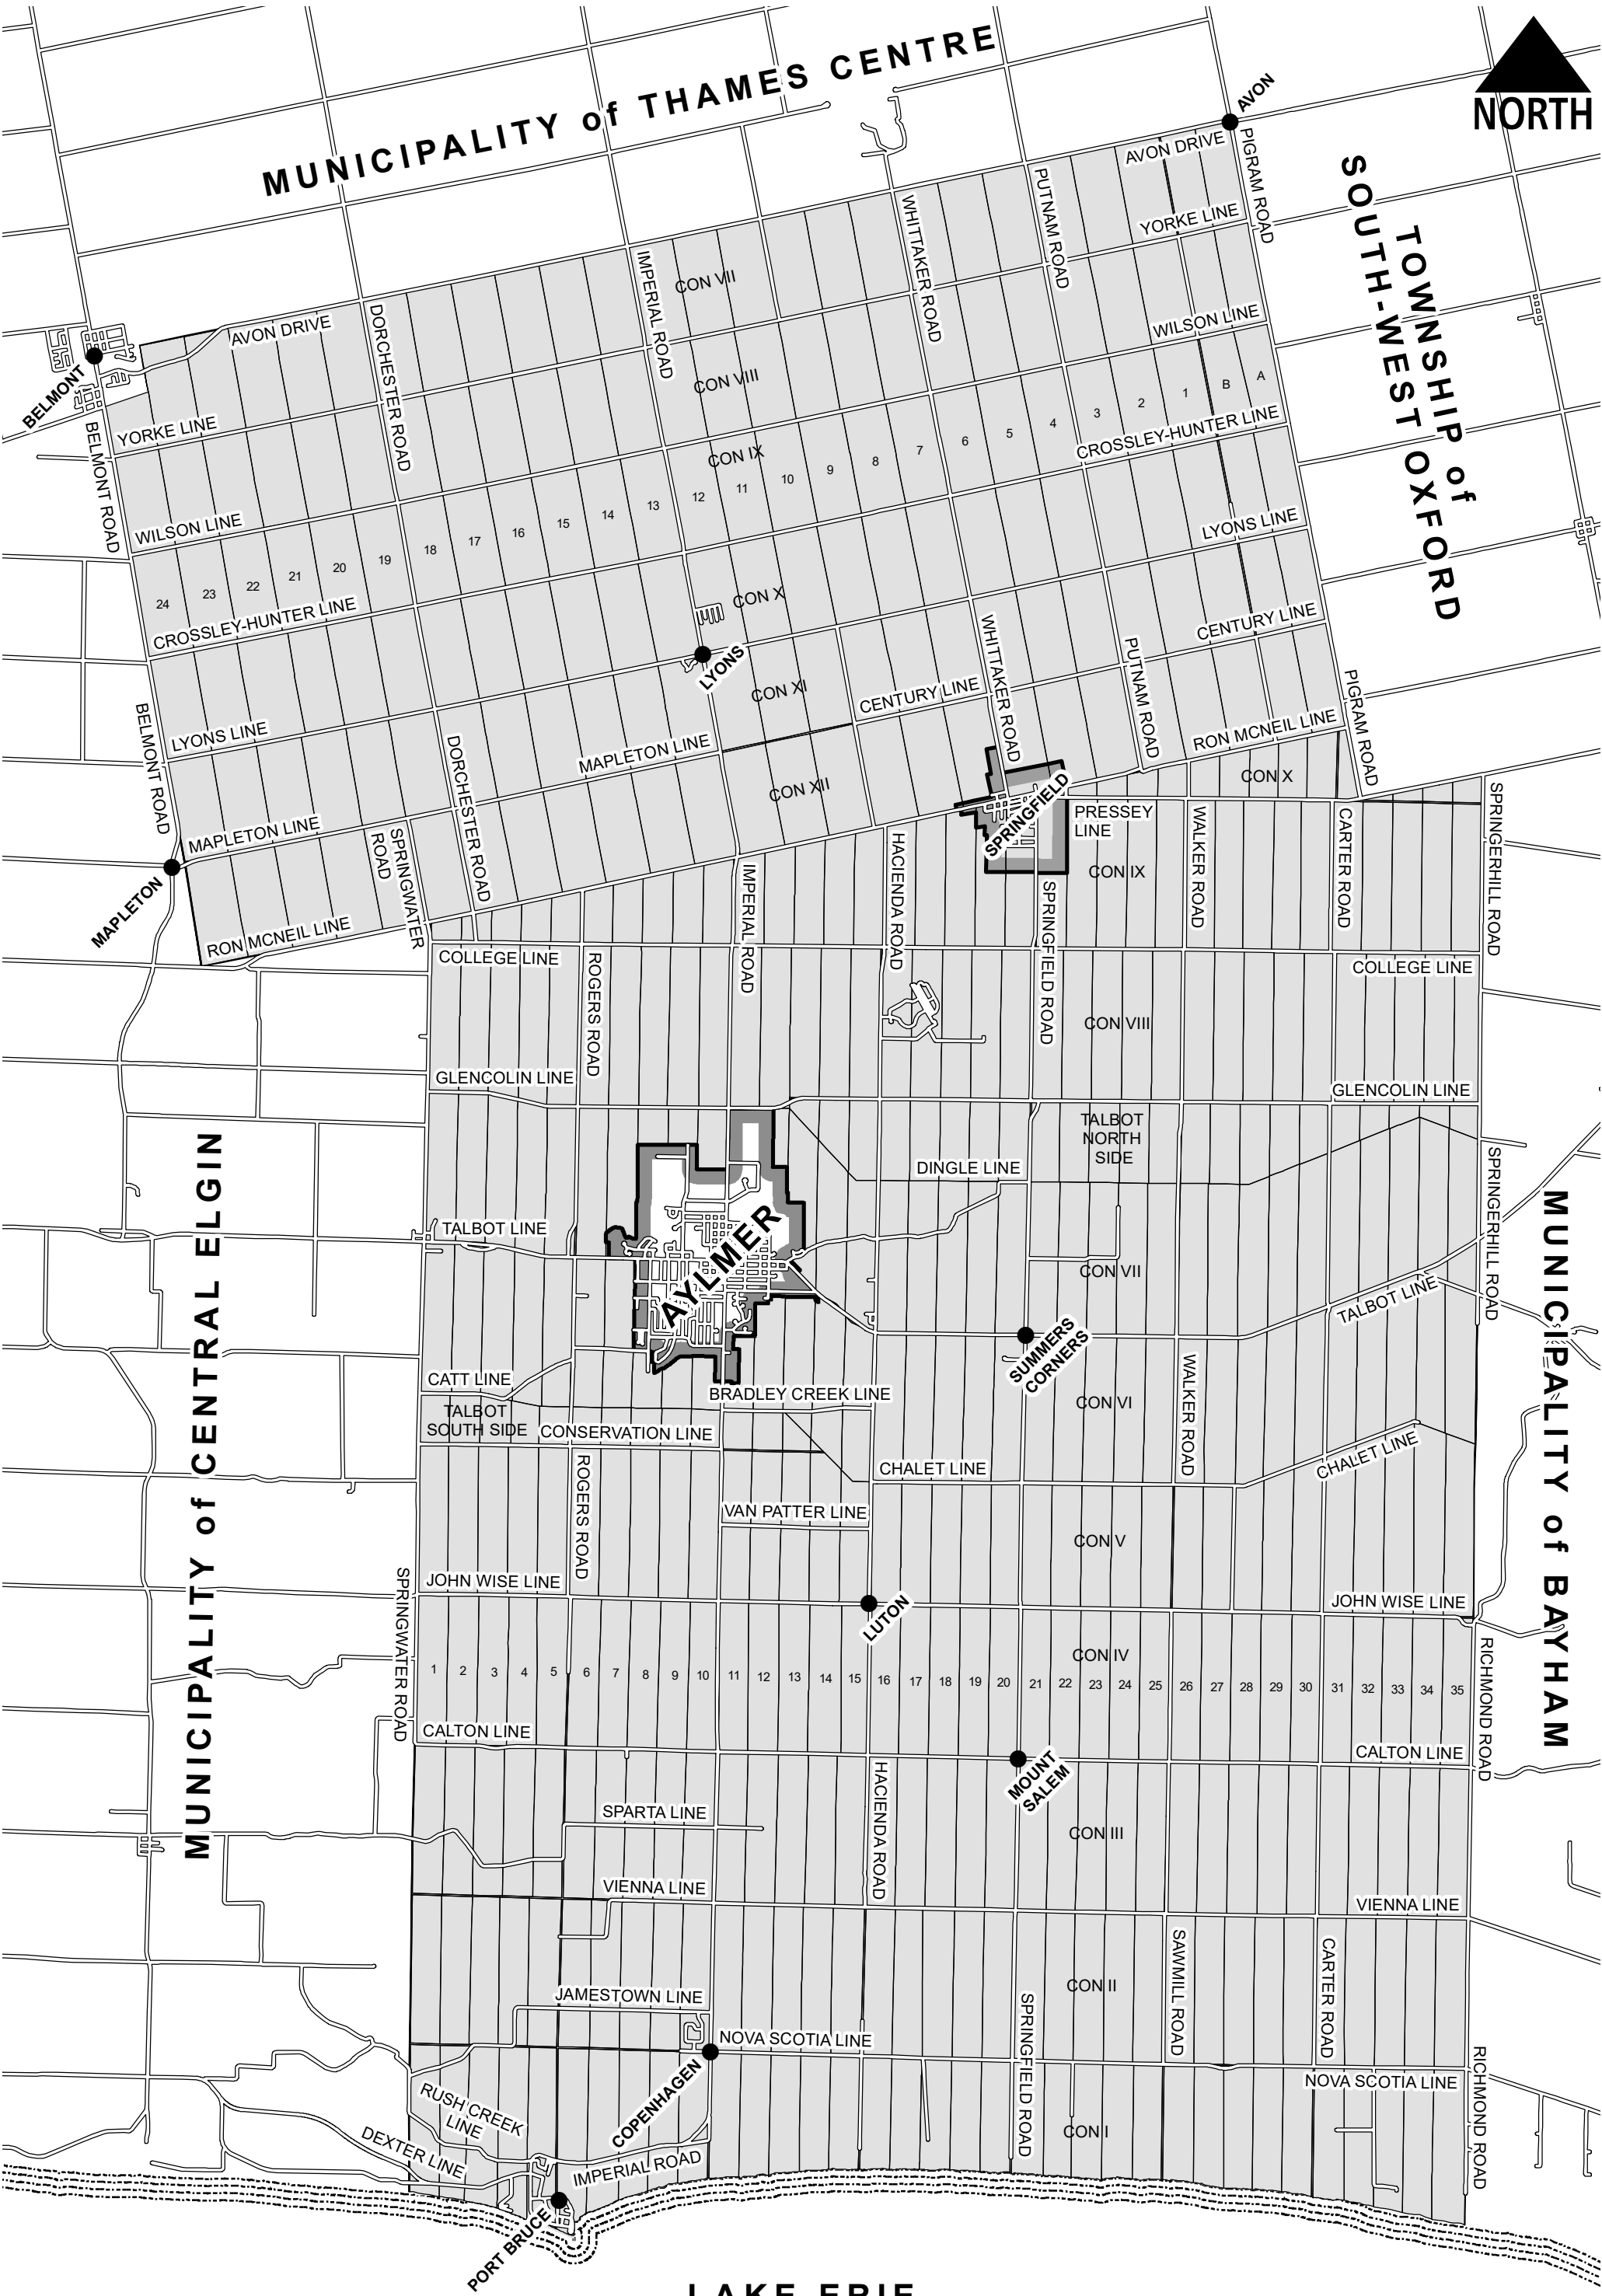 MUNICIPALITY of THAMES CENTRE
NORTH
AVON
AVON DRIVE
PIGRAM ROAD
TOWNSHIP of
SOUTH-WEST OXFORD
PUTNAM ROAD
WHITTAKER ROAD
YORKE LINE
IMPERIAL ROAD
CON VII
DORCHESTER ROAD
AVON DRIVE
WILSON LINE
BELMONT
CON VIII
YORKE LINE
BELMONT ROAD
CROSSLEY-HUNTER LINE
CON IX
24
23
22
21
20
19
18
17
16
15
14
13
12
11
10
9
8
7
6
5
4
3
2
1
B
A
WILSON LINE
LYONS LINE
CON X
CROSSLEY-HUNTER LINE
CENTURY LINE
LYONS
WHITTAKER ROAD
PUTNAM ROAD
PIGRAM ROAD
CON XI
CENTURY LINE
BELMONT ROAD
LYONS LINE
DORCHESTER ROAD
MAPLETON LINE
RON MCNEIL LINE
CON XII
CON X
SPRINGFIELD
MAPLETON LINE
SPRINGWATER
ROAD
PRESSEY
LINE
WALKER ROAD
CARTER ROAD
SPRINGERHILL ROAD
MAPLETON
IMPERIAL ROAD
HACIENDA ROAD
CON IX
SPRINGFIELD ROAD
RON MCNEIL LINE
COLLEGE LINE
ROGERS ROAD
COLLEGE LINE
CON VIII
GLENCOLIN LINE
GLENCOLIN LINE
TALBOT
NORTH
SIDE
DINGLE LINE
SPRINGERHILL ROAD
MUNICIPALITY of CENTRAL ELGIN
MUNICIPALITY of BAYHAM
TALBOT LINE
AYLMER
CON VII
TALBOT LINE
SUMMERS
CORNERS
CATT LINE
BRADLEY CREEK LINE
WALKER ROAD
CON VI
TALBOT
SOUTH SIDE
CONSERVATION LINE
CHALET LINE
CHALET LINE
ROGERS ROAD
VAN PATTER LINE
CON V
SPRINGWATER ROAD
JOHN WISE LINE
JOHN WISE LINE
LUTON
CON IV
RICHMOND ROAD
1
2
3
4
5
6
7
8
9
10
11
12
13
14
15
16
17
18
19
20
21
22
23
24
25
26
27
28
29
30
31
32
33
34
35
CALTON LINE
CALTON LINE
MOUNT
SALEM
HACIENDA ROAD
SPARTA LINE
CON III
VIENNA LINE
VIENNA LINE
SAWMILL ROAD
CARTER ROAD
CON II
JAMESTOWN LINE
SPRINGFIELD ROAD
NOVA SCOTIA LINE
COPENHAGEN
NOVA SCOTIA LINE
RICHMOND ROAD
RUSH CREEK
LINE
CON I
DEXTER LINE
IMPERIAL ROAD
PORT BRUCE
LAKE ERIE